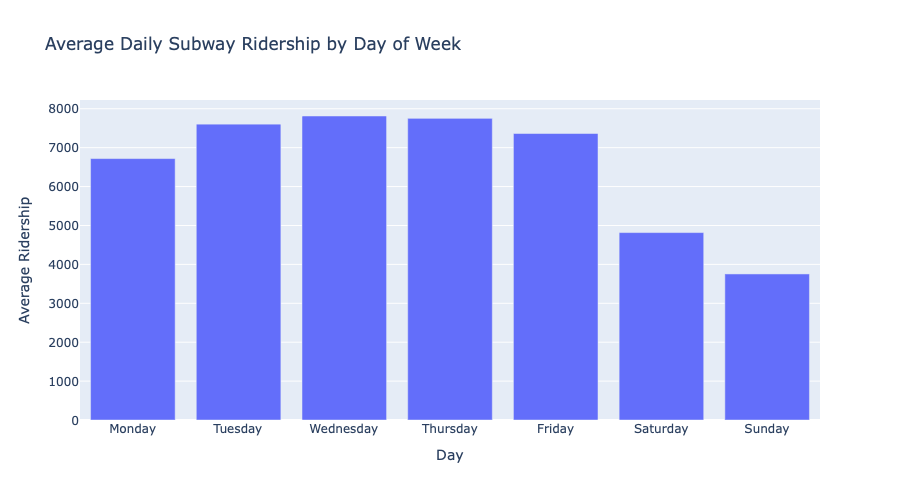 Average Daily Subway Ridership by Day of Week
Average Ridership
8000
7000
6000
5000
4000
3000
2000
1000
0
Monday Tuesday Wednesday Thursday Friday Saturday Sunday
Day